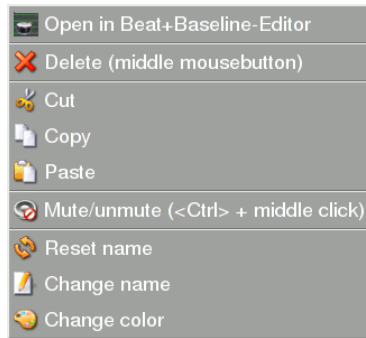 Open in Beat+Baseline-Editor
Delete (middle mousebutton)
Cut
Copy
Paste
Mute/unmute (<Ctrl> + middle click)
Reset name
Change name
Change color